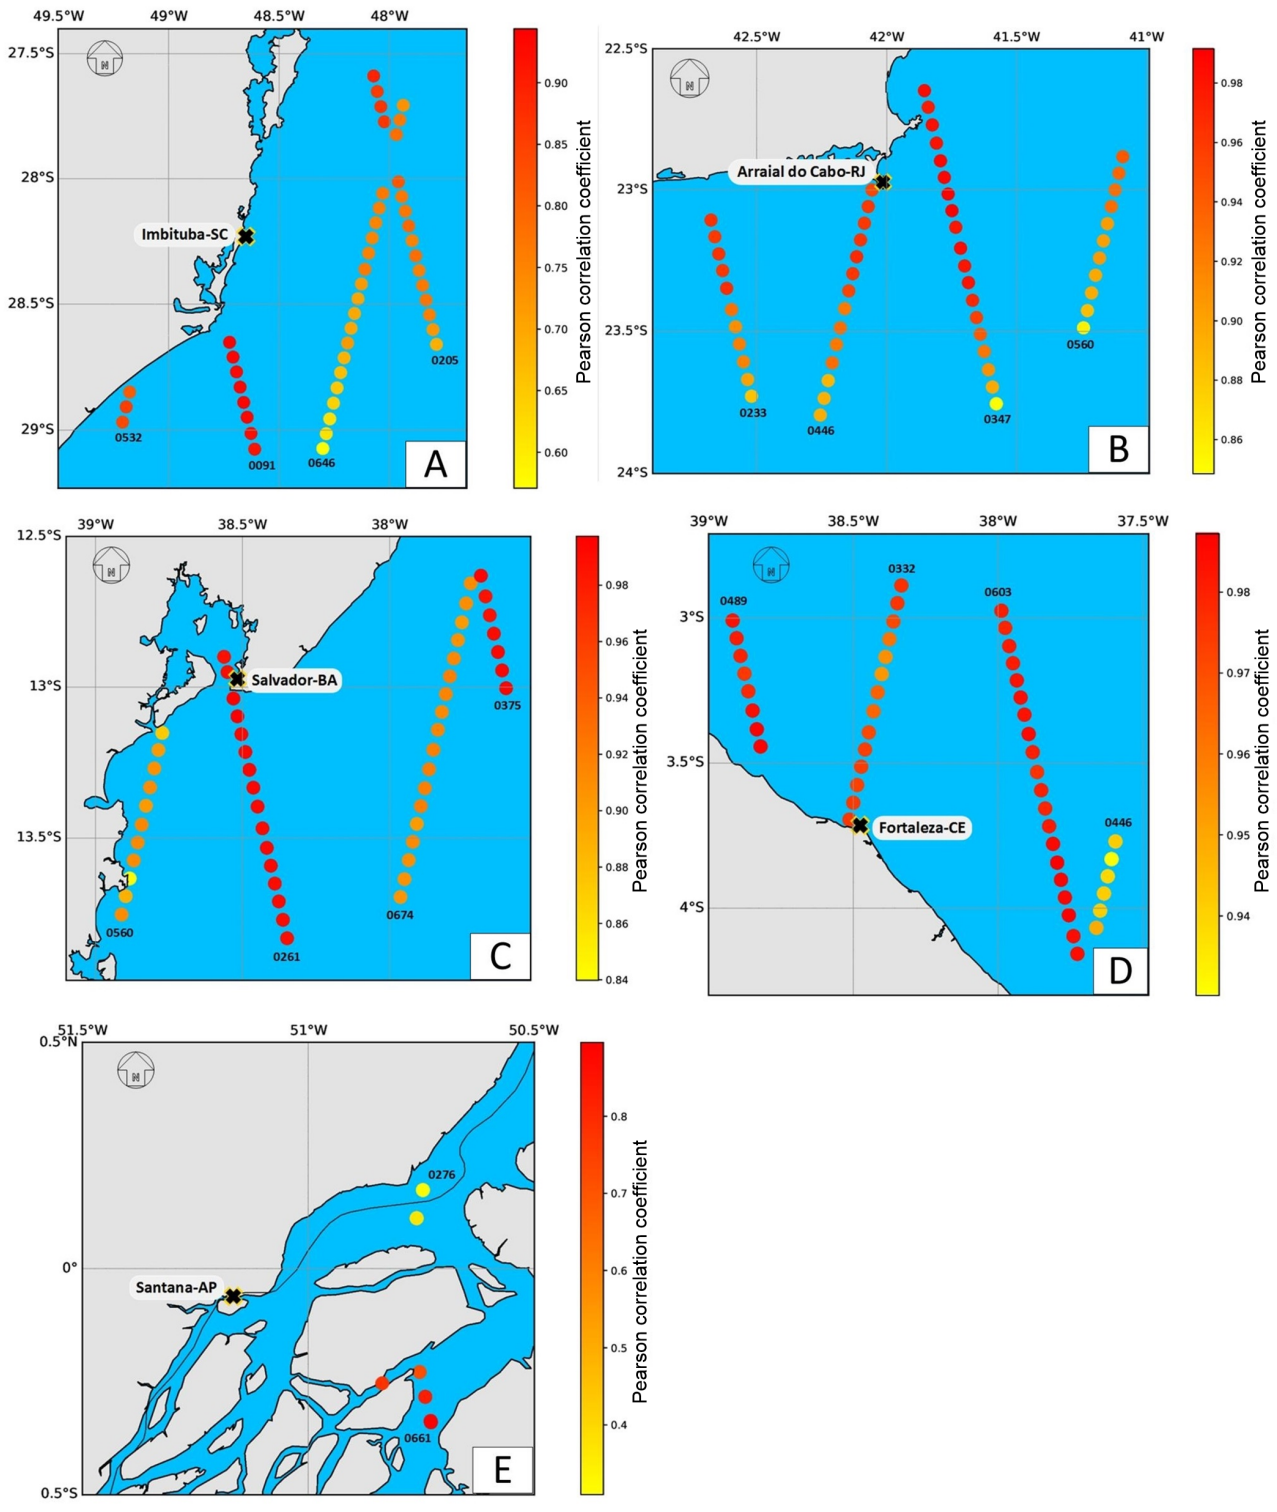 49.5°W 49°W 48.5°W 48°W
27.5°S
28°S
28.5°S
29°S
N
Imbituba-SC
0532
0091
0646
0205
A
0.90
0.85
0.80
0.75
0.70
0.65
0.60
Pearson correlation coefficient
42.5°W 42°W 41.5°W 41°W
22.5°S
23°S
23.5°S
24°S
N
Arraial do Cabo-RJ
0233
0446
0347
0560
B
0.98
0.96
0.94
0.92
0.90
0.88
0.86
Pearson correlation coefficient
39°W 38.5°W 38°W
12.5°S
13°S
13.5°S
N
Salvador-BA
0375
0674
0560
0261
C
0.98
0.96
0.94
0.92
0.90
0.88
0.86
0.84
Pearson correlation coefficient
39°W 38.5°W 38°W 37.5°W
3°S
3.5°S
4°S
N
0332
0603
0489
Fortaleza-CE
0446
D
0.98
0.97
0.96
0.95
0.94
Pearson correlation coefficient
51.5°W 51°W 50.5°W
0.5°N
0°
0.5°S
N
0276
Santana-AP
0661
E
0.8
0.7
0.6
0.5
0.4
Pearson correlation coefficient